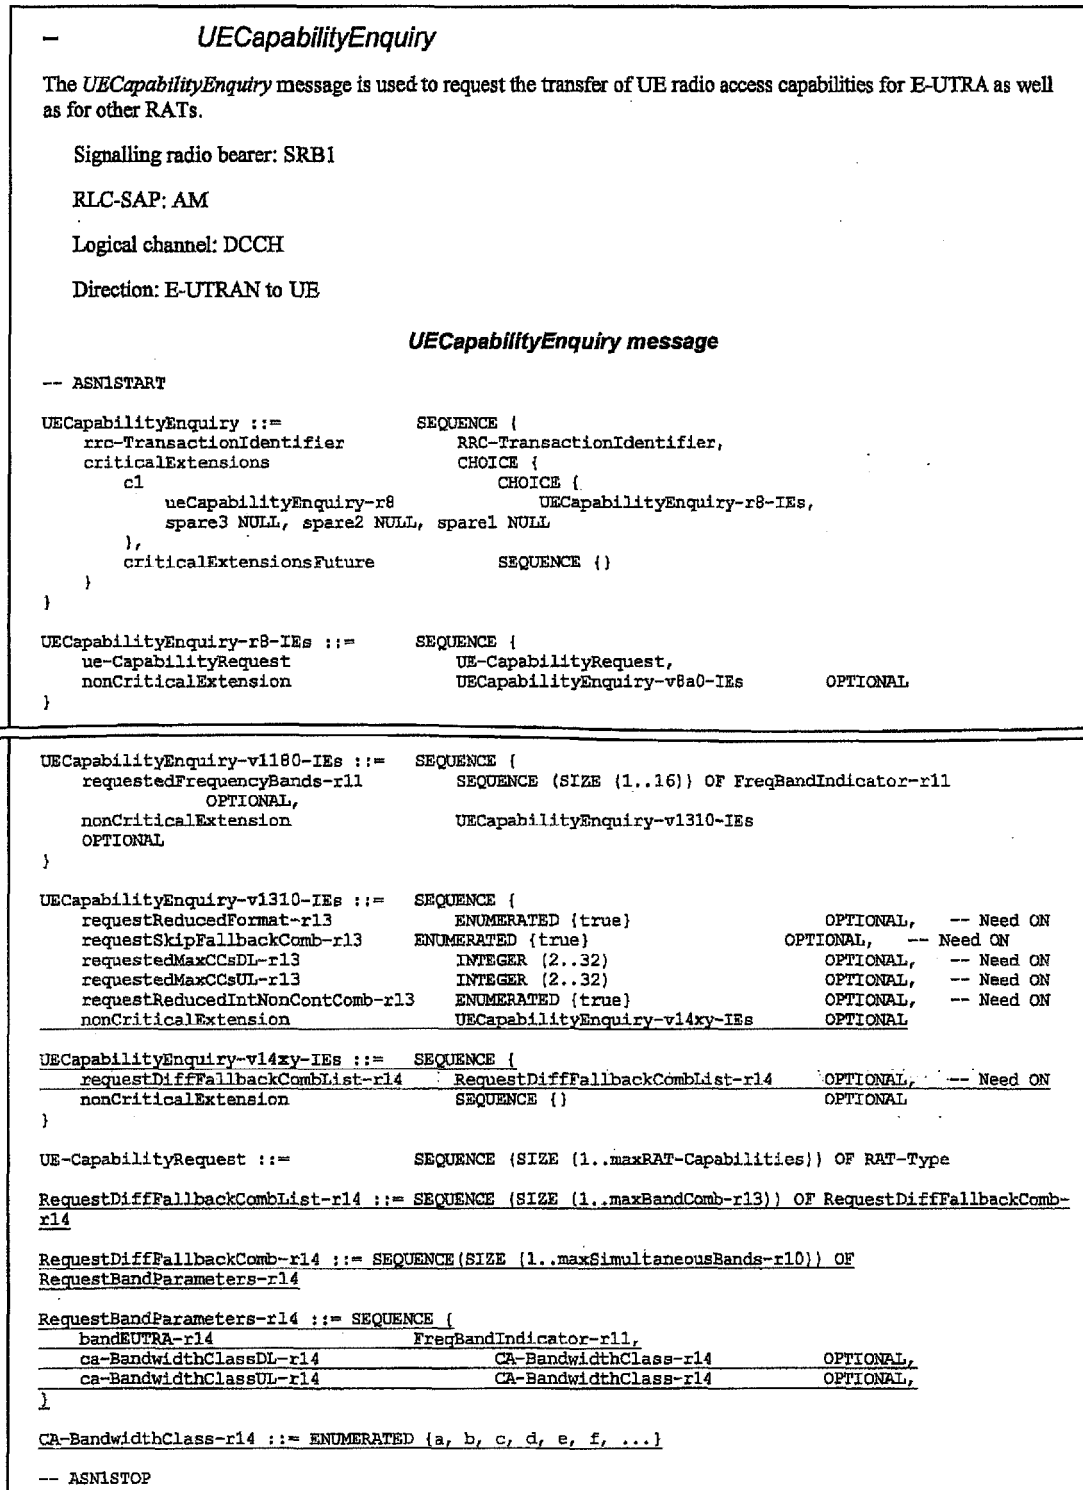 – UECapabilityEnquiry
The UECapabilityEnquiry message is used to request the transfer of UE radio access capabilities for E-UTRA as well
as for other RATs.
Signalling radio bearer: SRB1
RLC-SAP: AM
Logical channel: DCCH
Direction: E-UTRAN to UE
UECapabilityEnquiry message
-- ASN1START
UECapabilityEnquiry ::= SEQUENCE {
rrc-TransactionIdentifier RRC-TransactionIdentifier,
criticalExtensions CHOICE {
c1 CHOICE {
ueCapabilityEnquiry-r8 UECapabilityEnquiry-r8-IEs,
spare3 NULL, spare2 NULL, spare1 NULL
},
criticalExtensionsFuture SEQUENCE {}
}
}
UECapabilityEnquiry-r8-IEs ::= SEQUENCE {
ue-CapabilityRequest UE-CapabilityRequest,
nonCriticalExtension UECapabilityEnquiry-v8a0-IEs OPTIONAL
}
UECapabilityEnquiry-v1180-IEs ::= SEQUENCE {
requestedFrequencyBands-r11 SEQUENCE (SIZE (1..16)) OF FreqBandIndicator-r11
OPTIONAL,
nonCriticalExtension UECapabilityEnquiry-v1310-IEs
OPTIONAL
}
UECapabilityEnquiry-v1310-IEs ::= SEQUENCE {
requestReducedFormat-r13 ENUMERATED {true} OPTIONAL, -- Need ON
requestSkipFallbackComb-r13 ENUMERATED {true} OPTIONAL, -- Need ON
requestedMaxCCsDL-r13 INTEGER (2..32) OPTIONAL, -- Need ON
requestedMaxCCsUL-r13 INTEGER (2..32) OPTIONAL, -- Need ON
requestReducedIntNonContComb-r13 ENUMERATED {true} OPTIONAL, -- Need ON
nonCriticalExtension UECapabilityEnquiry-v14xy-IEs OPTIONAL
UECapabilityEnquiry-v14xy-IEs ::= SEQUENCE {
requestDiffFallbackCombList-r14 RequestDiffFallbackCombList-r14 OPTIONAL, -- Need ON
nonCriticalExtension SEQUENCE {} OPTIONAL
}
UE-CapabilityRequest ::= SEQUENCE (SIZE (1..maxRAT-Capabilities)) OF RAT-Type
RequestDiffFallbackCombList-r14 ::= SEQUENCE (SIZE (1..maxBandComb-r13)) OF RequestDiffFallbackComb-
r14
RequestDiffFallbackComb-r14 ::= SEQUENCE(SIZE (1..maxSimultaneousBands-r10)) OF
RequestBandParameters-r14
RequestBandParameters-r14 ::= SEQUENCE {
bandEUTRA-r14 FreqBandIndicator-r11,
ca-BandwidthClassDL-r14 CA-BandwidthClass-r14 OPTIONAL,
ca-BandwidthClassUL-r14 CA-BandwidthClass-r14 OPTIONAL,
}
CA-BandwidthClass-r14 ::= ENUMERATED {a, b, c, d, e, f, ...}
-- ASN1STOP